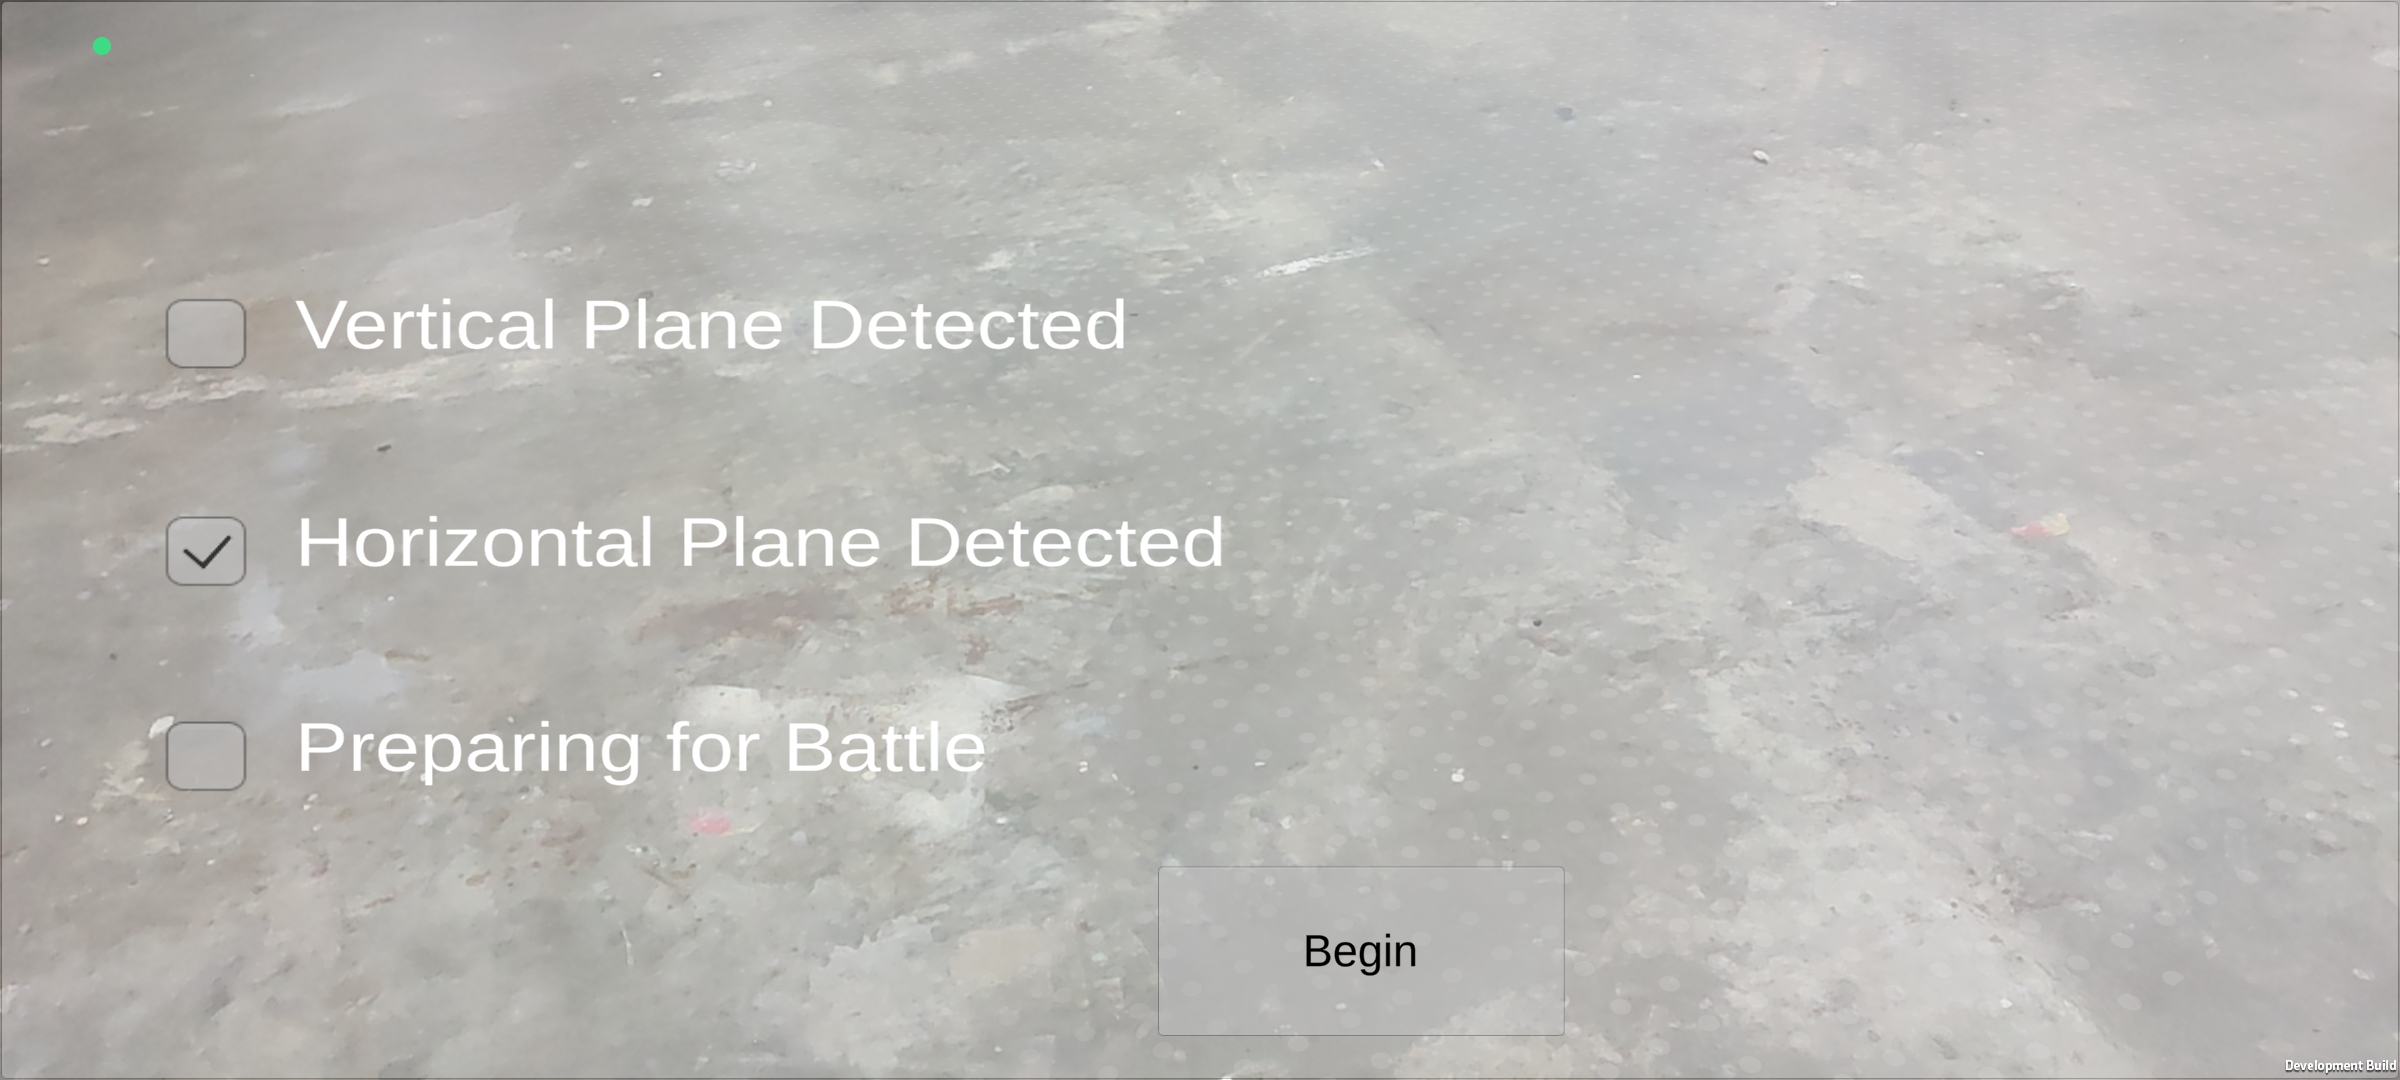 Vertical Plane Detected
Horizontal Plane Detected
Preparing for Battle
Begin
Development Build